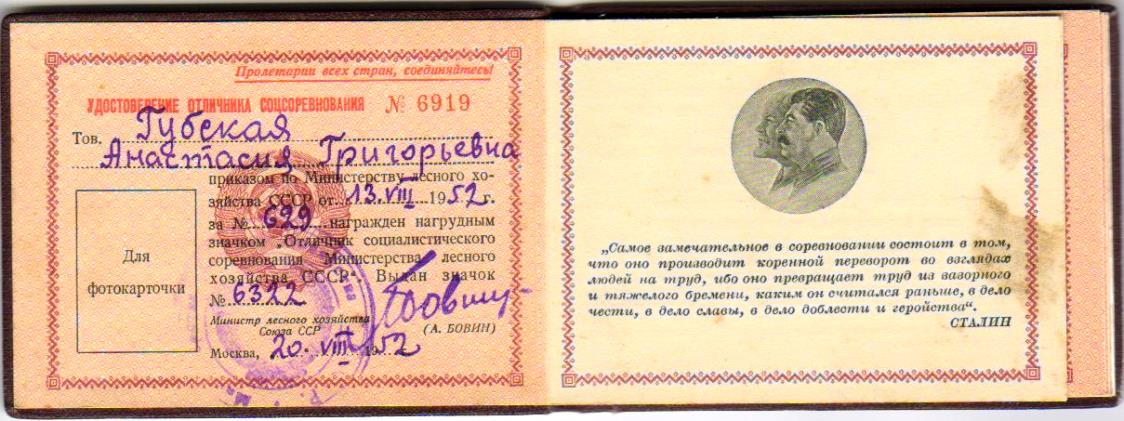 Пролетарии всех стран, соединяйтесь!
УДОСТОВЕРЕНИЕ ОТЛИЧНИКА СОЦСОРЕВНОВАНИЯ № 6919
Тов. Губская
Анастасия Григорьевна
приказом по Министерству лесного хо-
зяйства СССР от 13.VIII 1952 г.
за № 629 награжден нагрудным
значком „Отличник социалистического
соревнования Министерства лесного
хозяйства СССР“. Выдан значок
№ 6322
Министр лесного хозяйства
Союза ССР
(А. БОВИН)
Москва, 20. VIII 1952
Для
фотокарточки
„Самое замечательное в соревновании состоит в том,
что оно производит коренной переворот во взглядах
людей на труд, ибо оно превращает труд из зазорного
и тяжелого бремени, каким он считался раньше, в дело
чести, в дело славы, в дело доблести и геройства“.
СТАЛИН